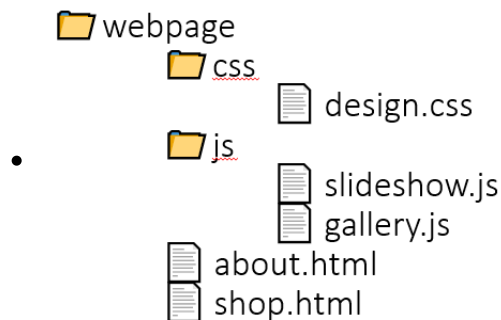 webpage
css
design.css
js
slideshow.js
gallery.js
about.html
shop.html